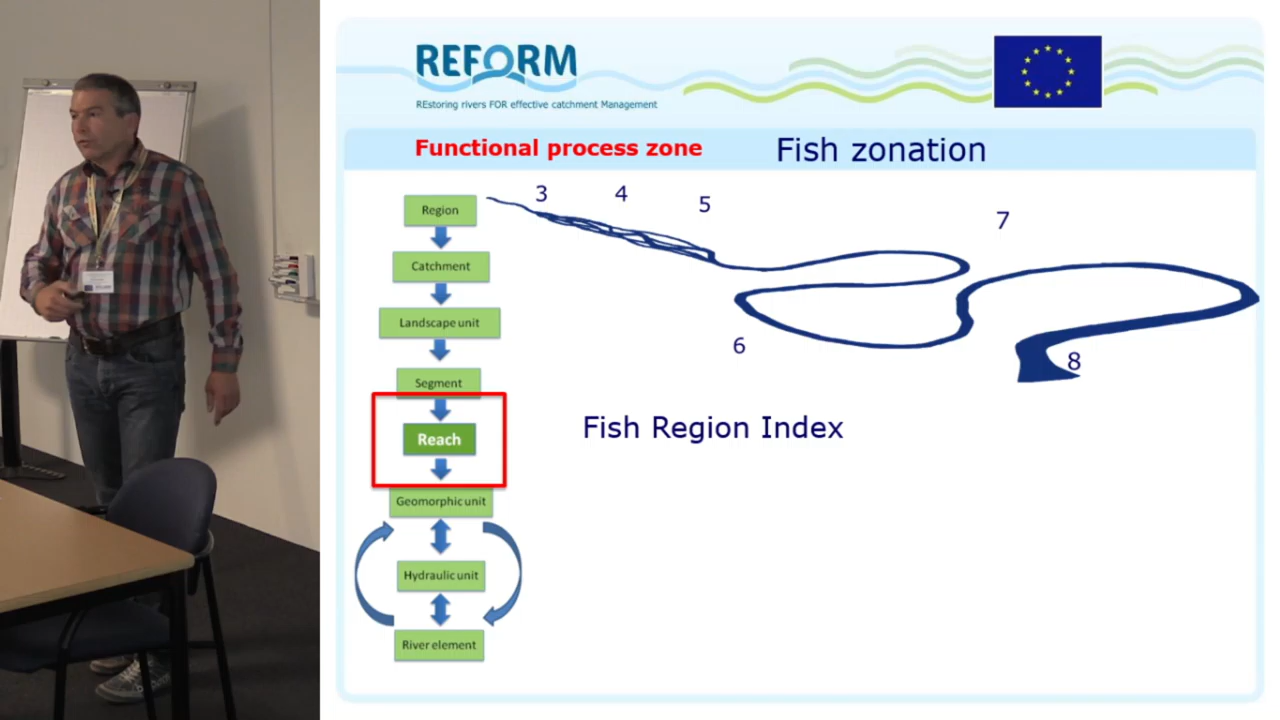 REFORM
REstoring rivers FOR effective catchment Management
Functional process zone
Fish zonation
3
4
5
7
6
8
Region
Catchment
Landscape unit
Segment
Reach
Geomorphic unit
Hydraulic unit
River element
Fish Region Index